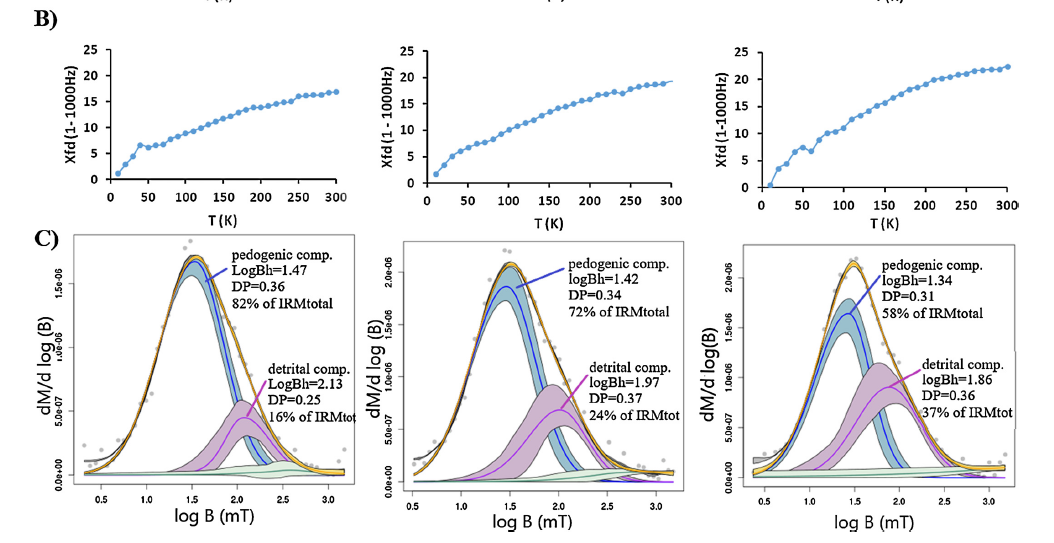 B)
Xfd (1- 1000Hz)
25
20
15
10
5
0
0 50 100 150 200 250 300
T (K)
Xfd (1 - 1000Hz)
25
20
15
10
5
0
0 50 100 150 200 250 300
T (K)
Xfd (1-1000Hz)
25
20
15
10
5
0
0 50 100 150 200 250
T (K)
C)
dM/d log (B)
1.5e-06
1.0e-06
5.0e-07
0.0e+00
pedogenic comp.
LogBh=1.47
DP=0.36
82% of IRMtotal
detrital comp.
LogBh=2.13
DP=0.25
16% of IRMtot
0.5 1.0 1.5 2.0 2.5 3.0
log B (mT)
dM/d log (B)
2.0e-06
1.5e-06
1.0e-06
5.0e-07
0.0e+00
pedogenic comp.
logBh=1.42
DP=0.34
72% of IRMtotal
detrital comp.
logBh=1.97
DP=0.37
24% of IRMtot
0.5 1.0 1.5 2.0 2.5 3.0
log B (mT)
dM/d log(B)
2.0e-06
1.5e-06
1.0e-06
5.0e-07
0.0e+00
pedogenic comp.
logBh=1.34
DP=0.31
58% of IRMtotal
detrital comp.
logBh=1.86
DP=0.36
37% of IRMtot
0.5 1.0 1.5 2.0 2.5 3.0
log B (mT)